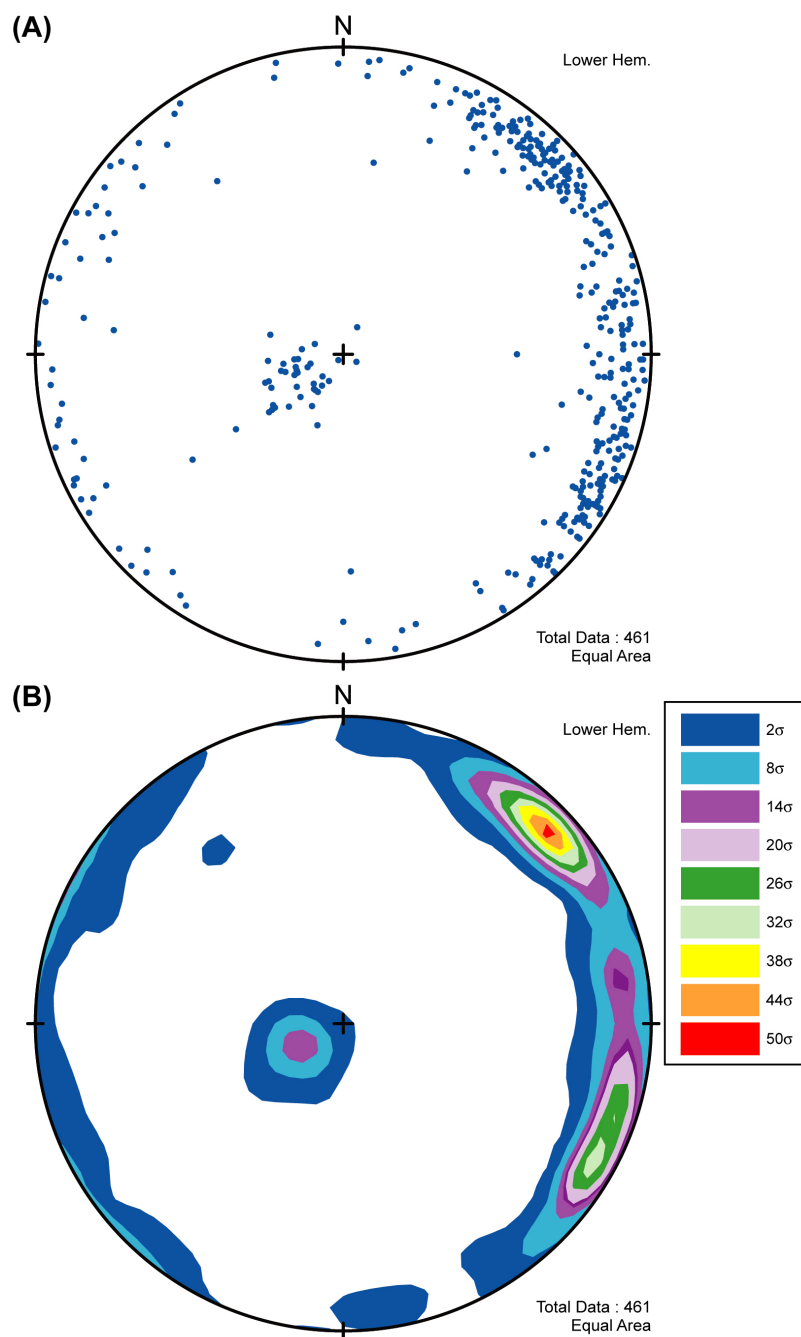 (A)
N
Lower Hem.
Total Data : 461
Equal Area
(B)
N
Lower Hem.
2σ
8σ
14σ
20σ
26σ
32σ
38σ
44σ
50σ
Total Data : 461
Equal Area